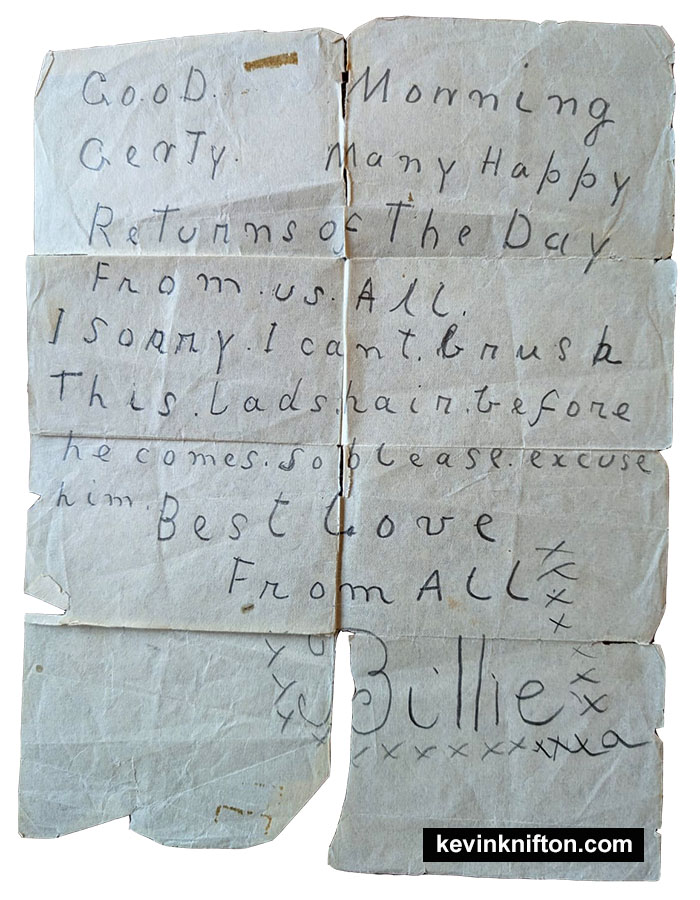 GooD. Morning
GerTy. Many Happy
ReTurns of The Day
From.us.All.
I sorry.I cant.brush
This.lads.hair.before
he comes.so please.excuse
him.Best Love
From ALL x
x
x
x
x x
x Billie x
x x
x x x x x x x x x x a
kevinknifton.com